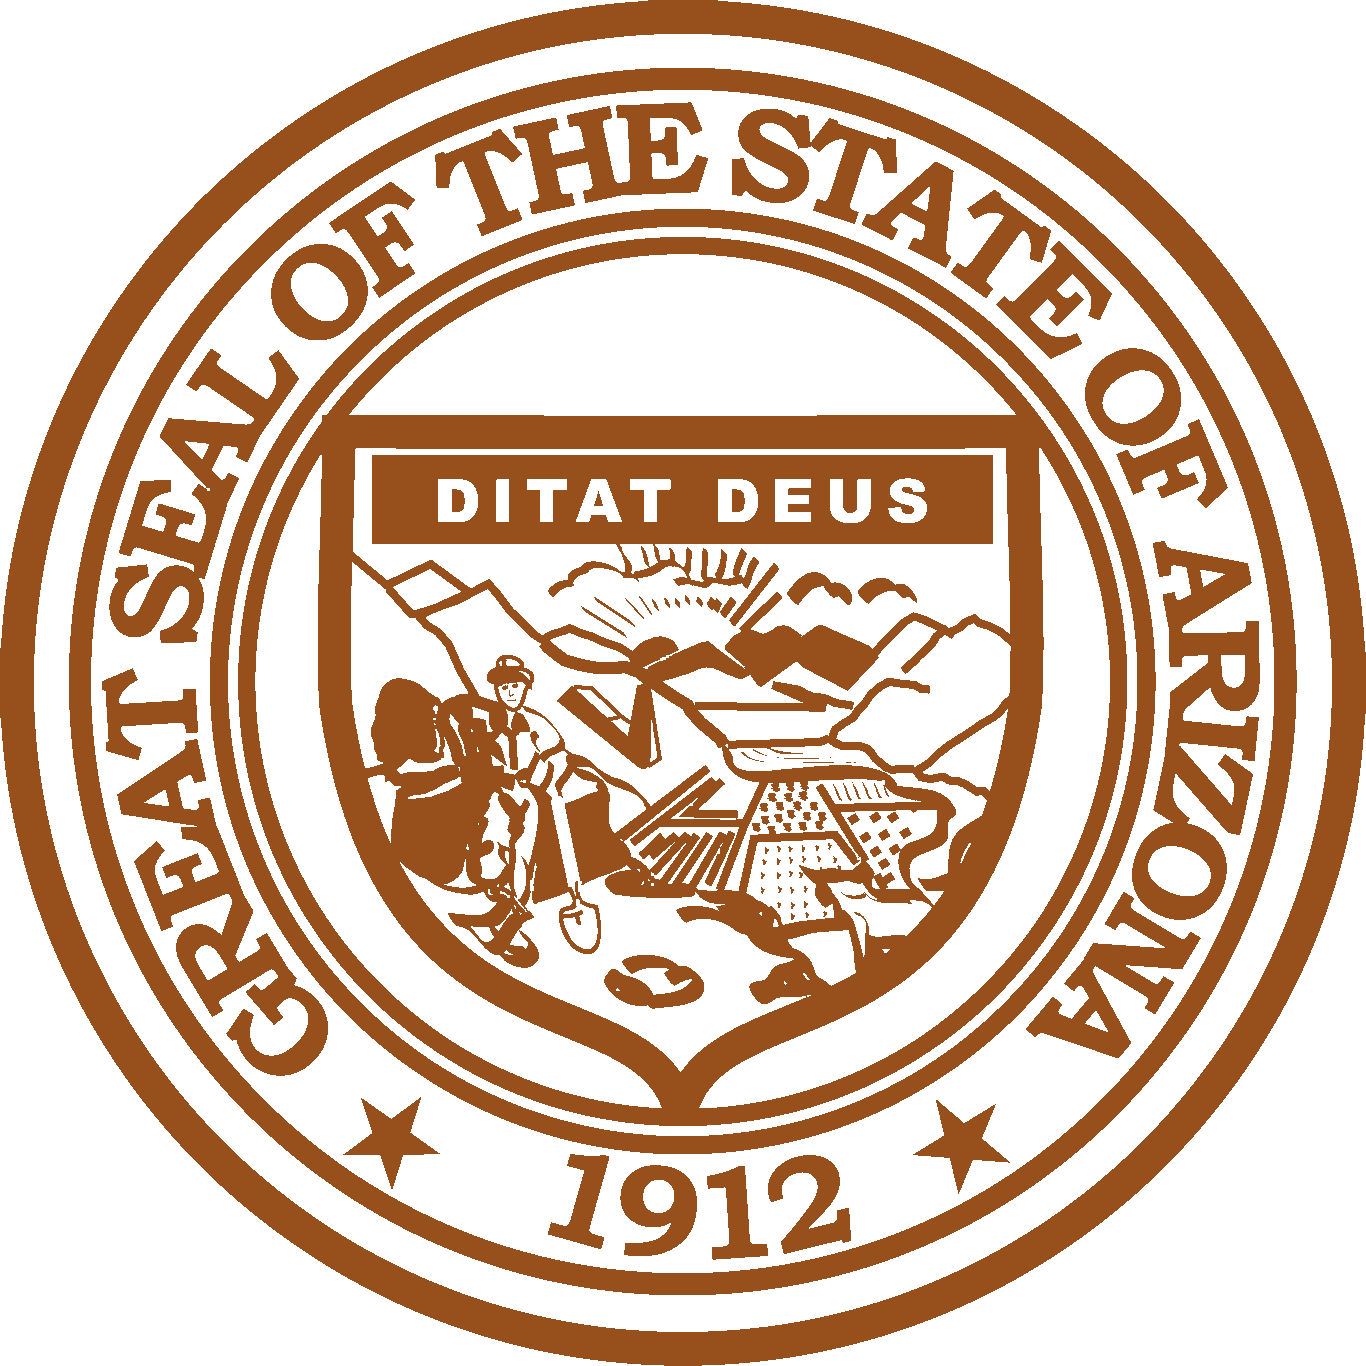 GREAT SEAL OF THE STATE OF ARIZONA
DITAT DEUS
1912